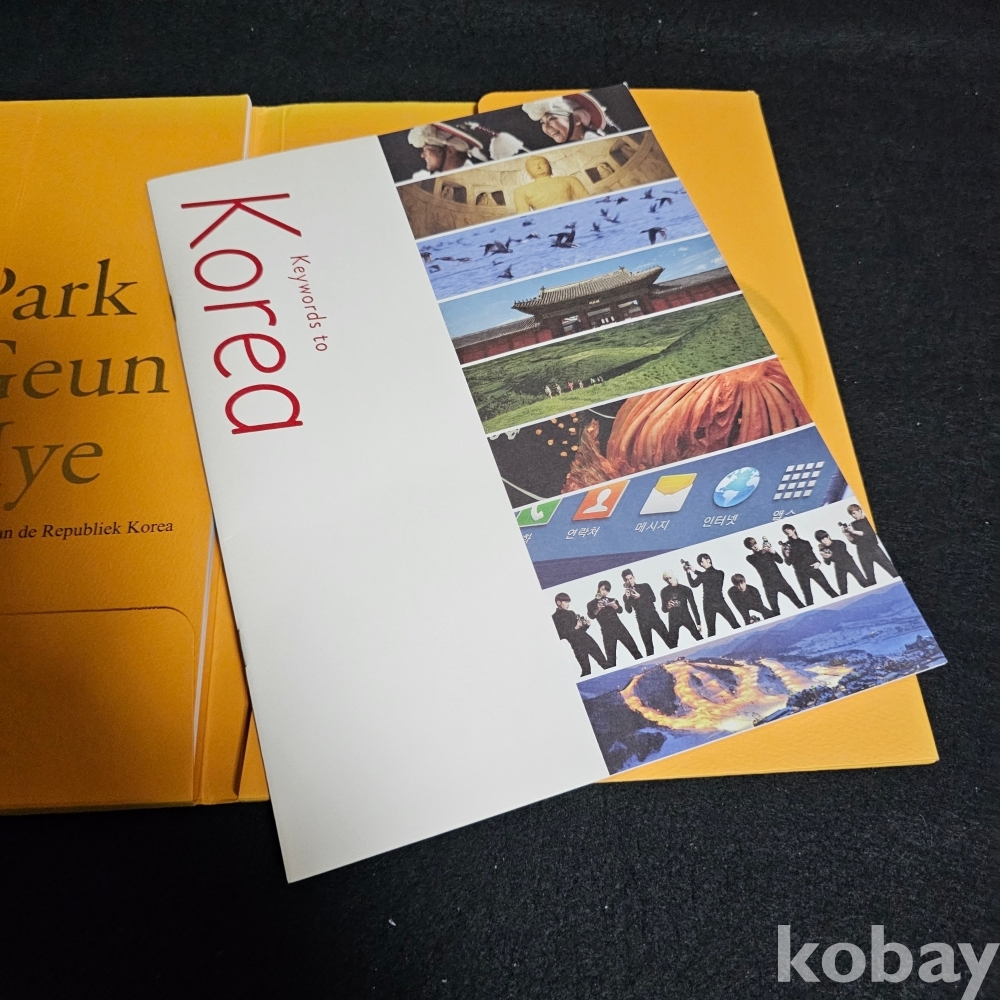 Park
Geun
Hye
an de Republiek Korea
Keywords to
Korea
연락처
메시지
인터넷
앱스
kobay